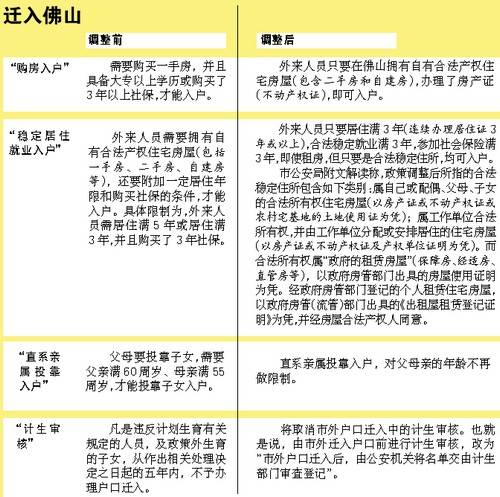 迁入佛山
调整前
调整后
“购房入户”
需要购买一手房，并且
具备大专以上学历或购买了
3年以上社保，才能入户。
外来人员只要在佛山拥有自有合法产权住
宅房屋(包含二手房和自建房)，办理了房产证
(不动产权证)，即可入户。
“稳定居住
就业入户”
外来人员需要拥有自
有合法产权住宅房屋(包括
一手房、二手房、自建房
等)，还要附加一定居住年
限和购买社保的条件，才能
入户。具体限制为，外来人
员需居住满5年或居住满
3年，并且购买了3年社保。
外来人员只要居住满3年(连续办理居住证3
年或以上)，合法稳定就业满3年，参加社会保险满
3年，即使租房，但只要是合法稳定住所，均可入户。
市公安局附文解读称，政策调整后所指的合法
稳定住所包含如下类别：属自己或配偶、父母、子女
的合法所有权住宅房屋(以房产证或不动产权证或
农村宅基地的土地使用证为凭)；属工作单位合法
所有权，并由工作单位分配或安排居住的住宅房屋
(以房产证或不动产权证及产权单位证明为凭)。而
合法所有权属“政府的租赁房屋”(保障房、经适房、
直管房等)，以政府房管部门出具的房屋使用证明
为凭。经政府房管部门登记的个人租赁住宅房屋，
以政府房管(流管)部门出具的《出租屋租赁登记证
明》为凭，并经房屋合法产权人同意。
“直系亲
属投靠
入户”
父母要投靠子女，需要
父亲满60周岁、母亲满55
周岁，才能投靠子女入户。
直系亲属投靠入户，对父母亲的年龄不再
做限制。
“计生审
核”
凡是违反计划生育有关
规定的人员，及政策外生育
的子女，从作出相关处理决
定之日起的五年内，不予办
理户口迁入。
将取消市外户口迁入中的计生审核。也就
是说，由市外迁入户口前进行计生审核，改为
“市外户口迁入后，由公安机关将名单交由计生
部门审查登记”。